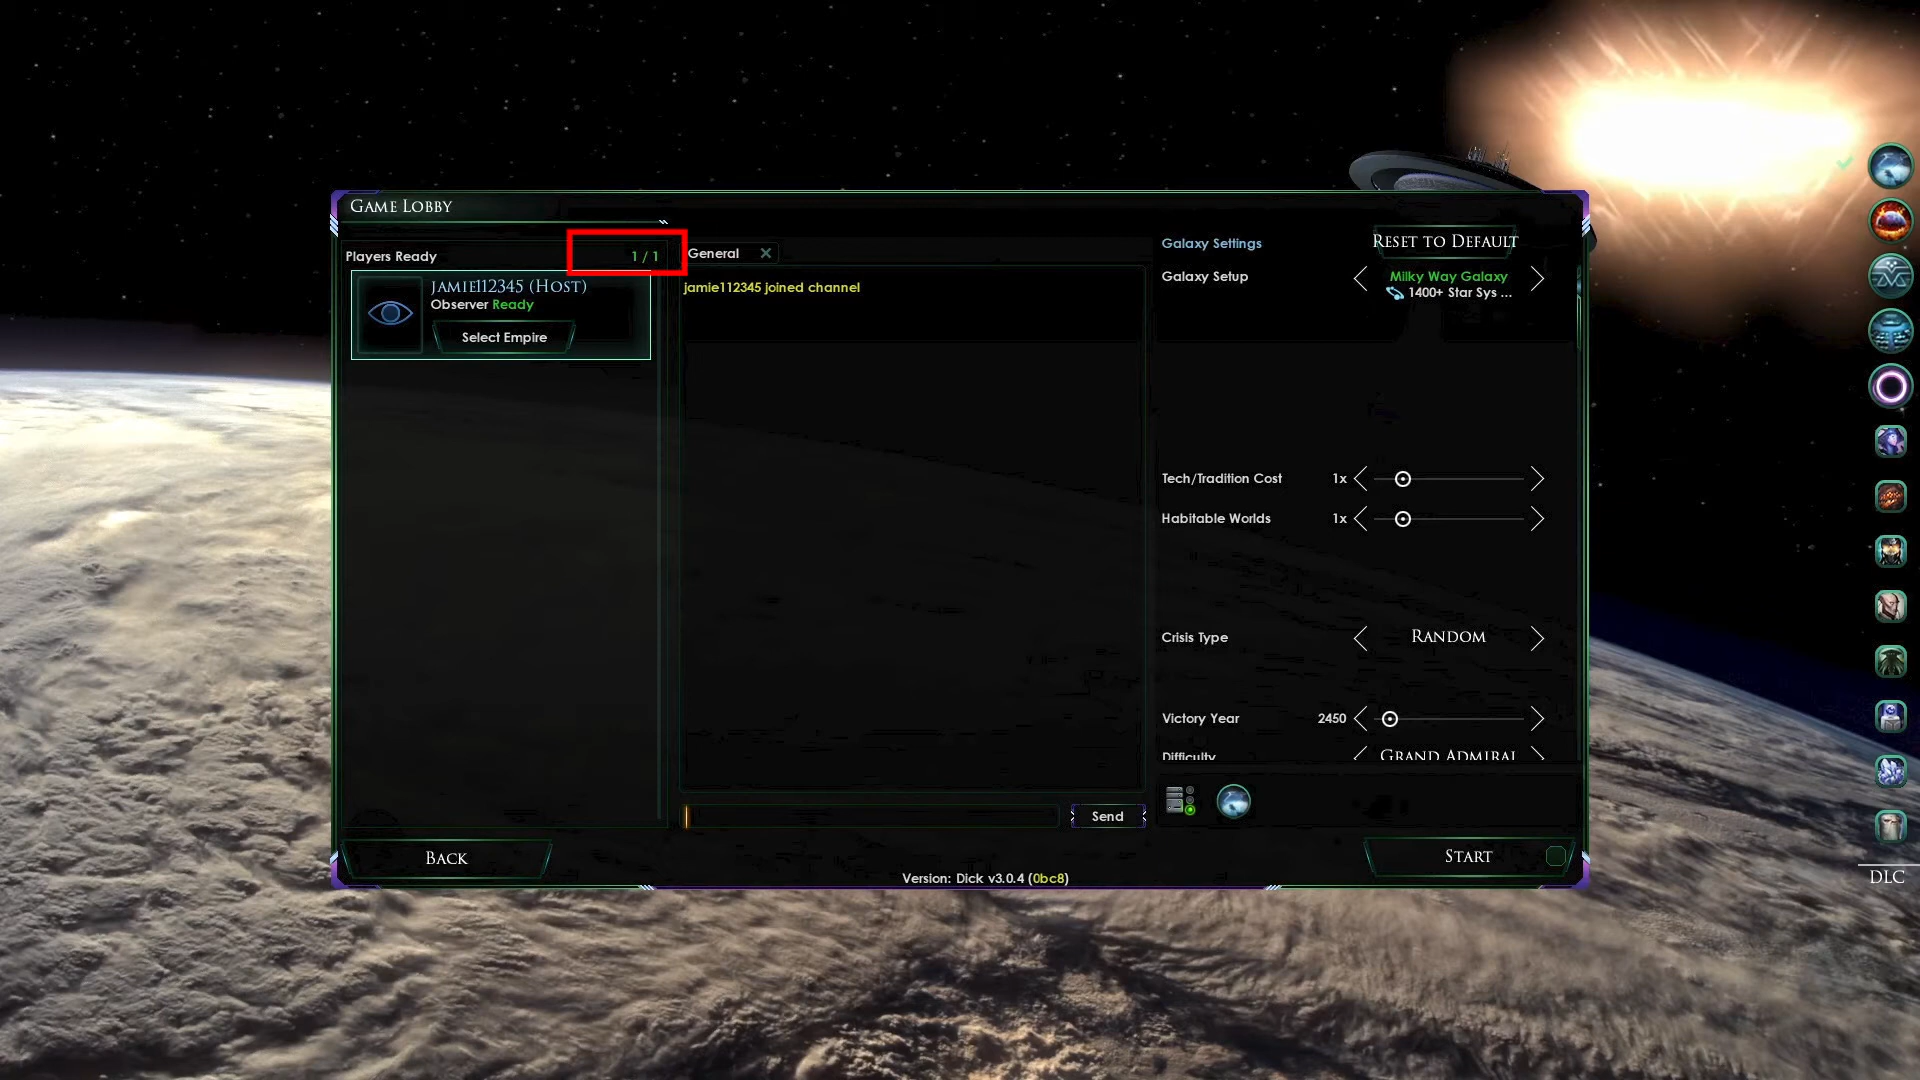 GAME LOBBY
Players Ready 1 / 1
JAMIE112345 (HOST)
Observer Ready
Select Empire
General
jamie112345 joined channel
Send
Galaxy Settings
RESET TO DEFAULT
Galaxy Setup
Milky Way Galaxy
1400+ Star Sys ...
Tech/Tradition Cost 1x
Habitable Worlds 1x
Crisis Type RANDOM
Victory Year 2450
Difficulty GRAND ADMIRAL
BACK
Version: Dick v3.0.4 (0bc8)
START
DLC